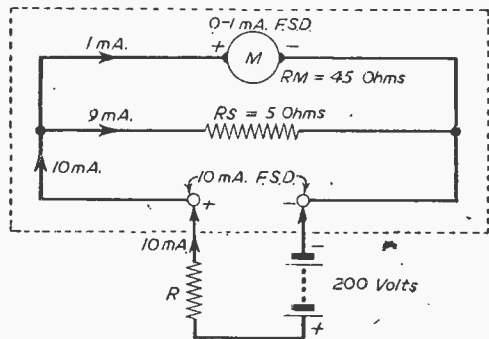 0-1 mA. F.S.D.
1 mA.
+
-
M
RM = 45 Ohms
9 mA.
RS = 5 Ohms
10 mA.
10 mA. F.S.D.
+
-
10 mA.
-
R
200 Volts
+